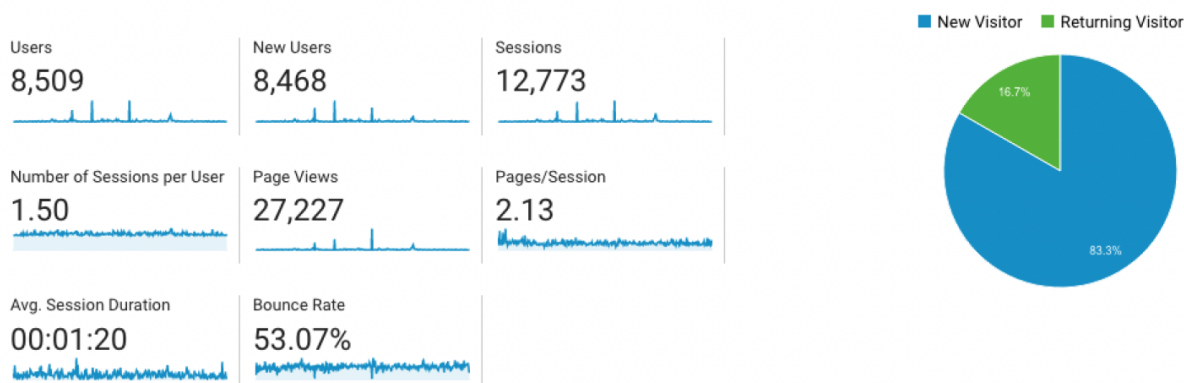 New Visitor
Returning Visitor
Users
8,509
New Users
8,468
Sessions
12,773
Number of Sessions per User
1.50
Page Views
27,227
Pages/Session
2.13
Avg. Session Duration
00:01:20
Bounce Rate
53.07%
16.7%
83.3%